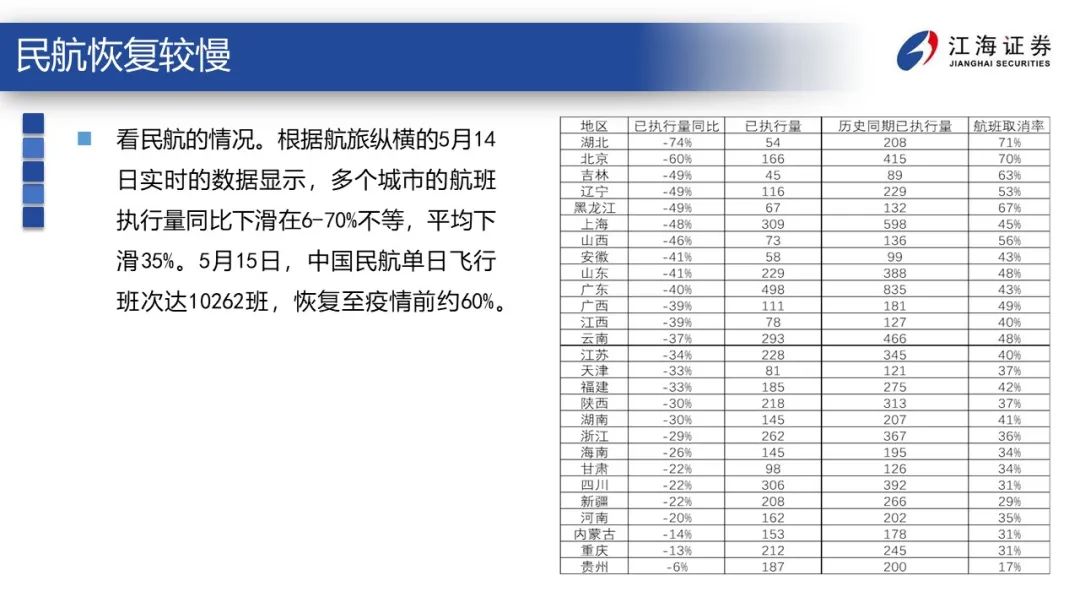 民航恢复较慢
江海证券
JIANGHAI SECURITIES
看民航的情况。根据航旅纵横的5月14
日实时的数据显示，多个城市的航班
执行量同比下滑在6-70%不等，平均下
滑35%。5月15日，中国民航单日飞行
班次达10262班，恢复至疫情前约60%。
地区 已执行量同比 已执行量 历史同期已执行量 航班取消率
湖北 -74% 54 208 71%
北京 -60% 166 415 70%
吉林 -49% 45 89 63%
辽宁 -49% 116 229 53%
黑龙江 -49% 67 132 67%
上海 -48% 309 598 45%
山西 -46% 73 136 56%
安徽 -41% 58 99 43%
山东 -41% 229 388 48%
广东 -40% 498 835 43%
广西 -39% 111 181 49%
江西 -39% 78 127 40%
云南 -37% 293 466 48%
江苏 -34% 228 345 40%
天津 -33% 81 121 37%
福建 -33% 185 275 42%
陕西 -30% 218 313 37%
湖南 -30% 145 207 41%
浙江 -29% 262 367 36%
海南 -26% 145 195 34%
甘肃 -22% 98 126 34%
四川 -22% 306 392 31%
新疆 -22% 208 266 29%
河南 -20% 162 202 35%
内蒙古 -14% 153 178 31%
重庆 -13% 212 245 31%
贵州 -6% 187 200 17%